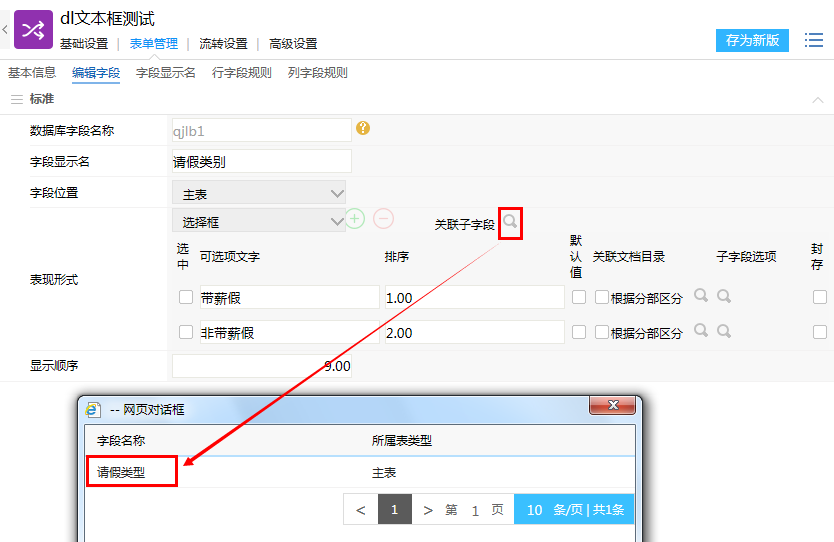 dl文本框测试
基础设置 | 表单管理 | 流转设置 | 高级设置
存为新版
基本信息 编辑字段 字段显示名 行字段规则 列字段规则
标准
数据库字段名称 qjlb1 ?
字段显示名 请假类别
字段位置 主表
选择框 关联子字段
表现形式
选中 可选项文字 排序 默认值 关联文档目录 子字段选项 封存
带薪假 1.00 根据分部区分
非带薪假 2.00 根据分部区分
显示顺序 9.00
-- 网页对话框
字段名称 所属表类型
请假类型 主表
< 1 > 第 1 页 10 条/页 | 共1条